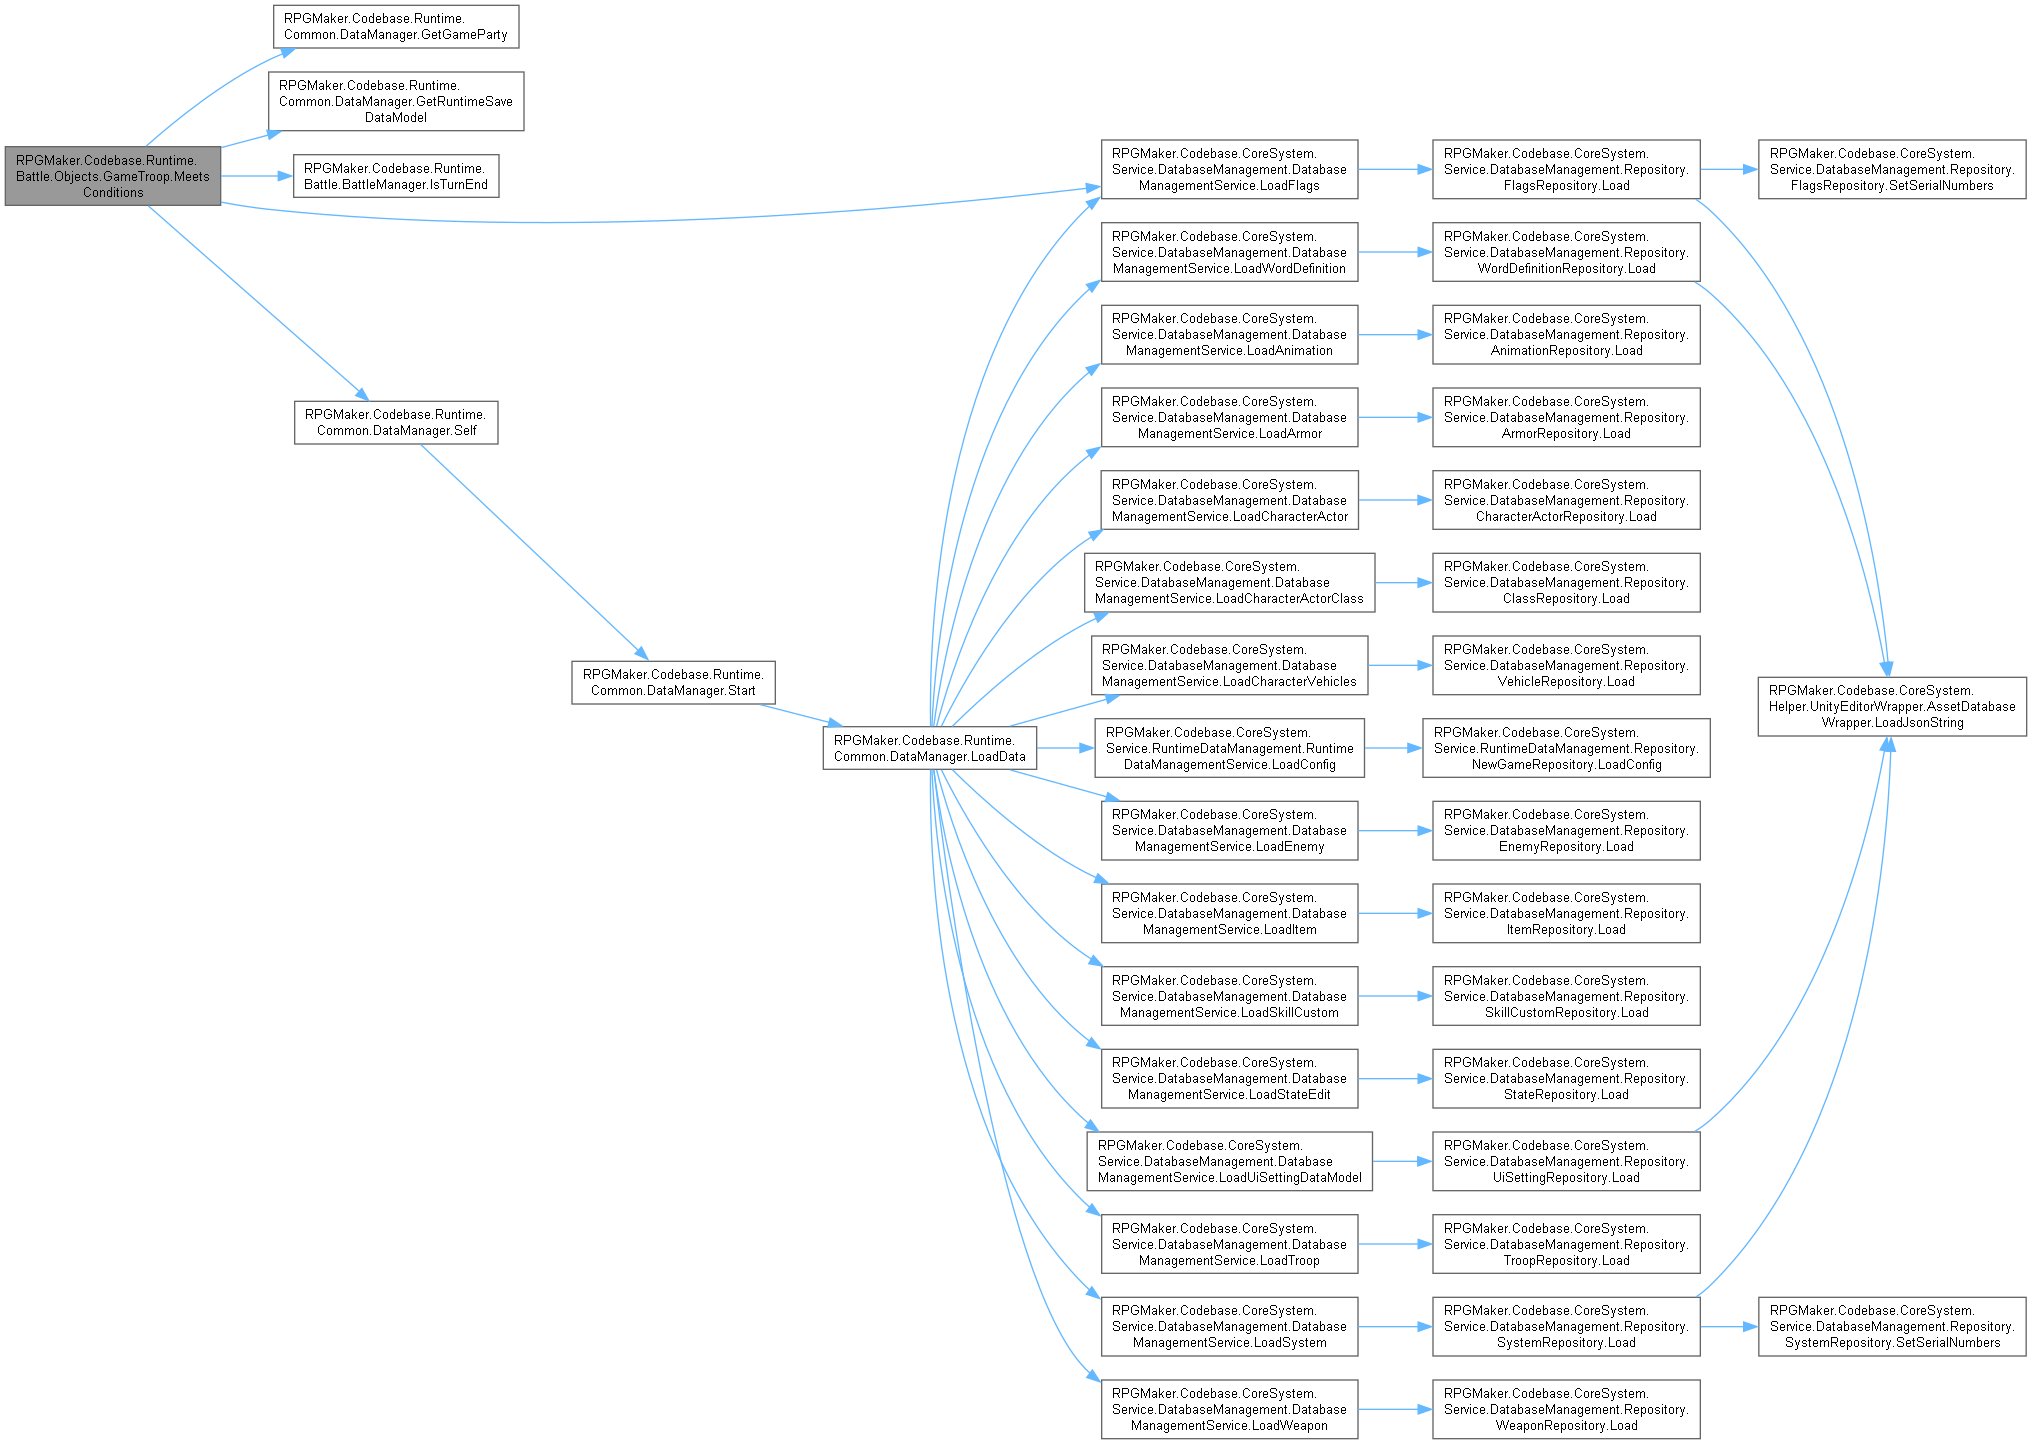 RPGMaker.Codebase.Runtime.
Common.DataManager.GetGameParty
RPGMaker.Codebase.Runtime.
Common.DataManager.GetRuntimeSave
DataModel
RPGMaker.Codebase.Runtime.
Battle.Objects.GameTroop.Meets
Conditions
RPGMaker.Codebase.Runtime.
Battle.BattleManager.IsTurnEnd
RPGMaker.Codebase.Runtime.
Common.DataManager.Self
RPGMaker.Codebase.Runtime.
Common.DataManager.Start
RPGMaker.Codebase.Runtime.
Common.DataManager.LoadData
RPGMaker.Codebase.CoreSystem.
Service.DatabaseManagement.Database
ManagementService.LoadFlags
RPGMaker.Codebase.CoreSystem.
Service.DatabaseManagement.Database
ManagementService.LoadWordDefinition
RPGMaker.Codebase.CoreSystem.
Service.DatabaseManagement.Database
ManagementService.LoadAnimation
RPGMaker.Codebase.CoreSystem.
Service.DatabaseManagement.Database
ManagementService.LoadArmor
RPGMaker.Codebase.CoreSystem.
Service.DatabaseManagement.Database
ManagementService.LoadCharacterActor
RPGMaker.Codebase.CoreSystem.
Service.DatabaseManagement.Database
ManagementService.LoadCharacterActorClass
RPGMaker.Codebase.CoreSystem.
Service.DatabaseManagement.Database
ManagementService.LoadCharacterVehicles
RPGMaker.Codebase.CoreSystem.
Service.RuntimeDataManagement.Runtime
DataManagementService.LoadConfig
RPGMaker.Codebase.CoreSystem.
Service.DatabaseManagement.Database
ManagementService.LoadEnemy
RPGMaker.Codebase.CoreSystem.
Service.DatabaseManagement.Database
ManagementService.LoadItem
RPGMaker.Codebase.CoreSystem.
Service.DatabaseManagement.Database
ManagementService.LoadSkillCustom
RPGMaker.Codebase.CoreSystem.
Service.DatabaseManagement.Database
ManagementService.LoadStateEdit
RPGMaker.Codebase.CoreSystem.
Service.DatabaseManagement.Database
ManagementService.LoadUiSettingDataModel
RPGMaker.Codebase.CoreSystem.
Service.DatabaseManagement.Database
ManagementService.LoadTroop
RPGMaker.Codebase.CoreSystem.
Service.DatabaseManagement.Database
ManagementService.LoadSystem
RPGMaker.Codebase.CoreSystem.
Service.DatabaseManagement.Database
ManagementService.LoadWeapon
RPGMaker.Codebase.CoreSystem.
Service.DatabaseManagement.Repository.
FlagsRepository.Load
RPGMaker.Codebase.CoreSystem.
Service.DatabaseManagement.Repository.
WordDefinitionRepository.Load
RPGMaker.Codebase.CoreSystem.
Service.DatabaseManagement.Repository.
AnimationRepository.Load
RPGMaker.Codebase.CoreSystem.
Service.DatabaseManagement.Repository.
ArmorRepository.Load
RPGMaker.Codebase.CoreSystem.
Service.DatabaseManagement.Repository.
CharacterActorRepository.Load
RPGMaker.Codebase.CoreSystem.
Service.DatabaseManagement.Repository.
ClassRepository.Load
RPGMaker.Codebase.CoreSystem.
Service.DatabaseManagement.Repository.
VehicleRepository.Load
RPGMaker.Codebase.CoreSystem.
Service.RuntimeDataManagement.Repository.
NewGameRepository.LoadConfig
RPGMaker.Codebase.CoreSystem.
Service.DatabaseManagement.Repository.
EnemyRepository.Load
RPGMaker.Codebase.CoreSystem.
Service.DatabaseManagement.Repository.
ItemRepository.Load
RPGMaker.Codebase.CoreSystem.
Service.DatabaseManagement.Repository.
SkillCustomRepository.Load
RPGMaker.Codebase.CoreSystem.
Service.DatabaseManagement.Repository.
StateRepository.Load
RPGMaker.Codebase.CoreSystem.
Service.DatabaseManagement.Repository.
UiSettingRepository.Load
RPGMaker.Codebase.CoreSystem.
Service.DatabaseManagement.Repository.
TroopRepository.Load
RPGMaker.Codebase.CoreSystem.
Service.DatabaseManagement.Repository.
SystemRepository.Load
RPGMaker.Codebase.CoreSystem.
Service.DatabaseManagement.Repository.
WeaponRepository.Load
RPGMaker.Codebase.CoreSystem.
Service.DatabaseManagement.Repository.
FlagsRepository.SetSerialNumbers
RPGMaker.Codebase.CoreSystem.
Helper.UnityEditorWrapper.AssetDatabase
Wrapper.LoadJsonString
RPGMaker.Codebase.CoreSystem.
Service.DatabaseManagement.Repository.
SystemRepository.SetSerialNumbers